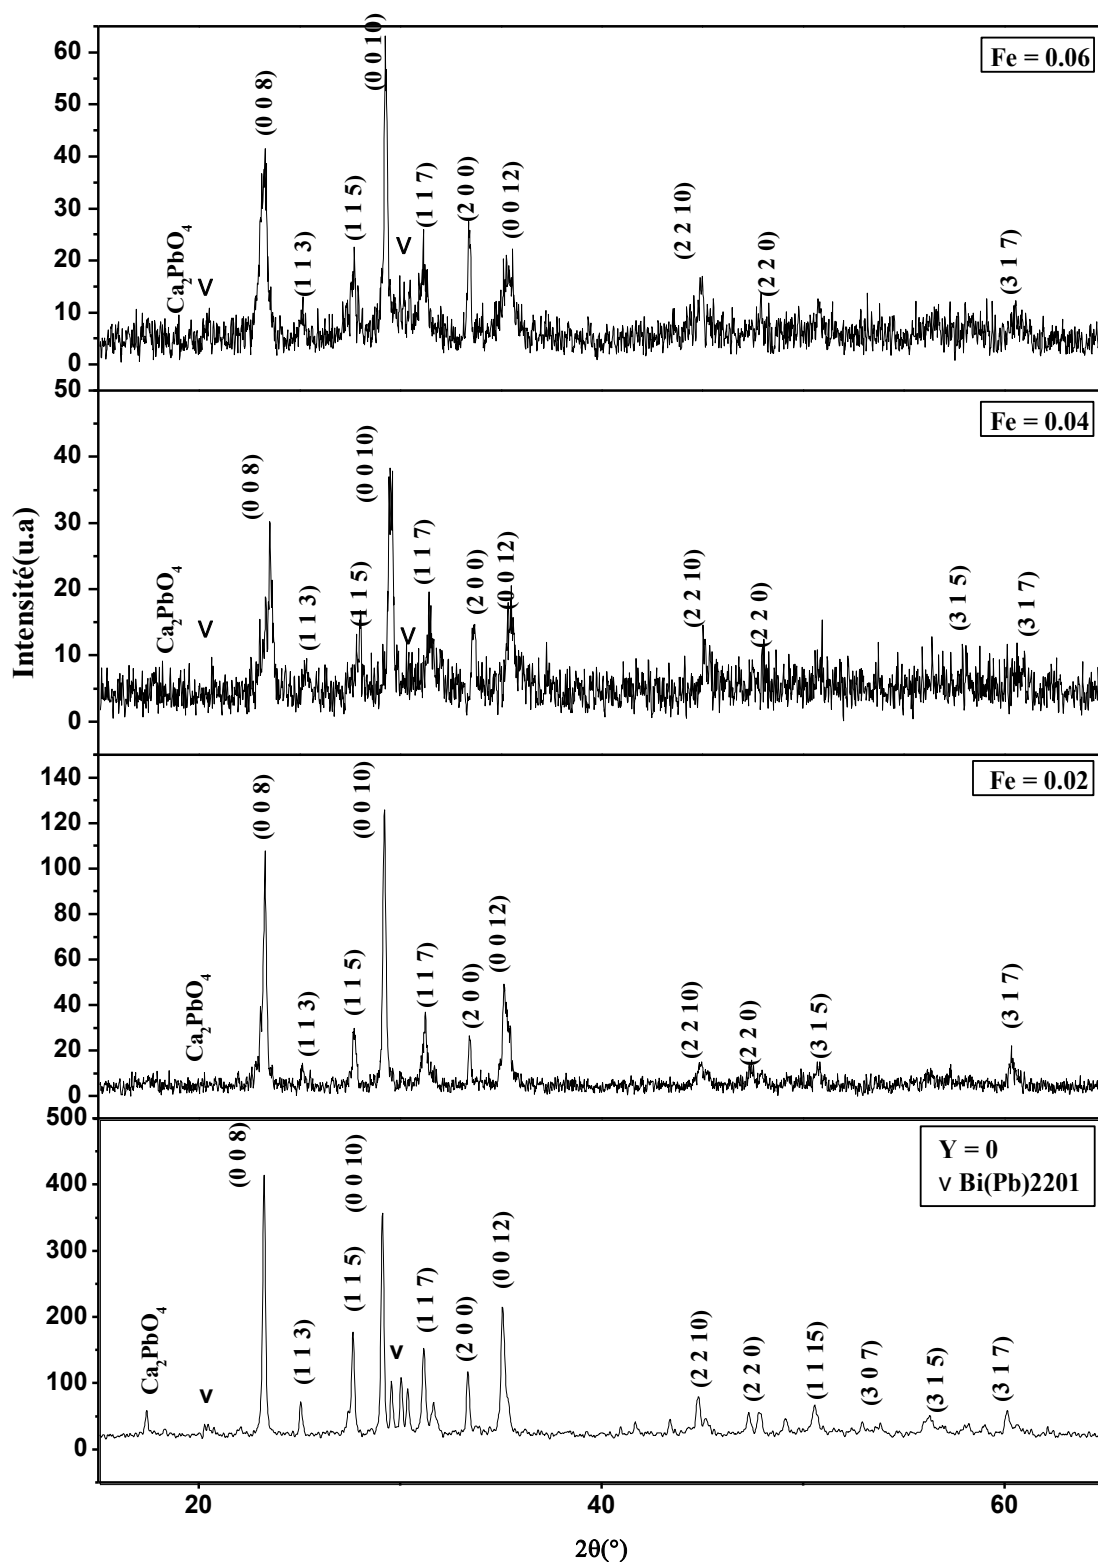 Fe = 0.06
(0 0 8)
(0 0 10)
(1 1 5)
(1 1 7)
(2 0 0)
(0 0 12)
(2 2 10)
(2 2 0)
(3 1 7)
(1 1 3)
Ca₂PbO₄
v
v
60
50
40
30
20
10
0
Fe = 0.04
(0 0 8)
(0 0 10)
(1 1 3)
(1 1 5)
(1 1 7)
(2 0 0)
(0 0 12)
(2 2 10)
(2 2 0)
(3 1 5)
(3 1 7)
Ca₂PbO₄
v
v
50
40
30
20
10
0
Intensité(u.a)
Fe = 0.02
(0 0 8)
(0 0 10)
(1 1 3)
(1 1 5)
(1 1 7)
(2 0 0)
(0 0 12)
(2 2 10)
(2 2 0)
(3 1 5)
(3 1 7)
Ca₂PbO₄
140
120
100
80
60
40
20
0
Y = 0
v Bi(Pb)2201
(0 0 8)
(0 0 10)
(1 1 3)
(1 1 5)
(1 1 7)
(2 0 0)
(0 0 12)
(2 2 10)
(2 2 0)
(1 1 15)
(3 0 7)
(3 1 5)
(3 1 7)
Ca₂PbO₄
v
v
500
400
300
200
100
0
20
40
60
2θ(°)